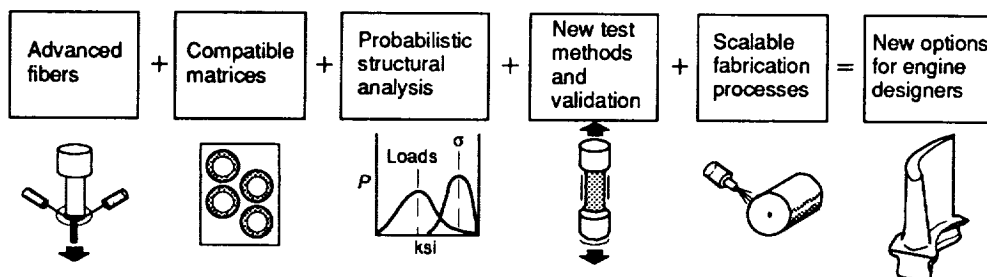 Advanced
fibers
+
Compatible
matrices
+
Probabilistic
structural
analysis
+
New test
methods
and
validation
+
Scalable
fabrication
processes
=
New options
for engine
designers
Loads
σ
P
ksi